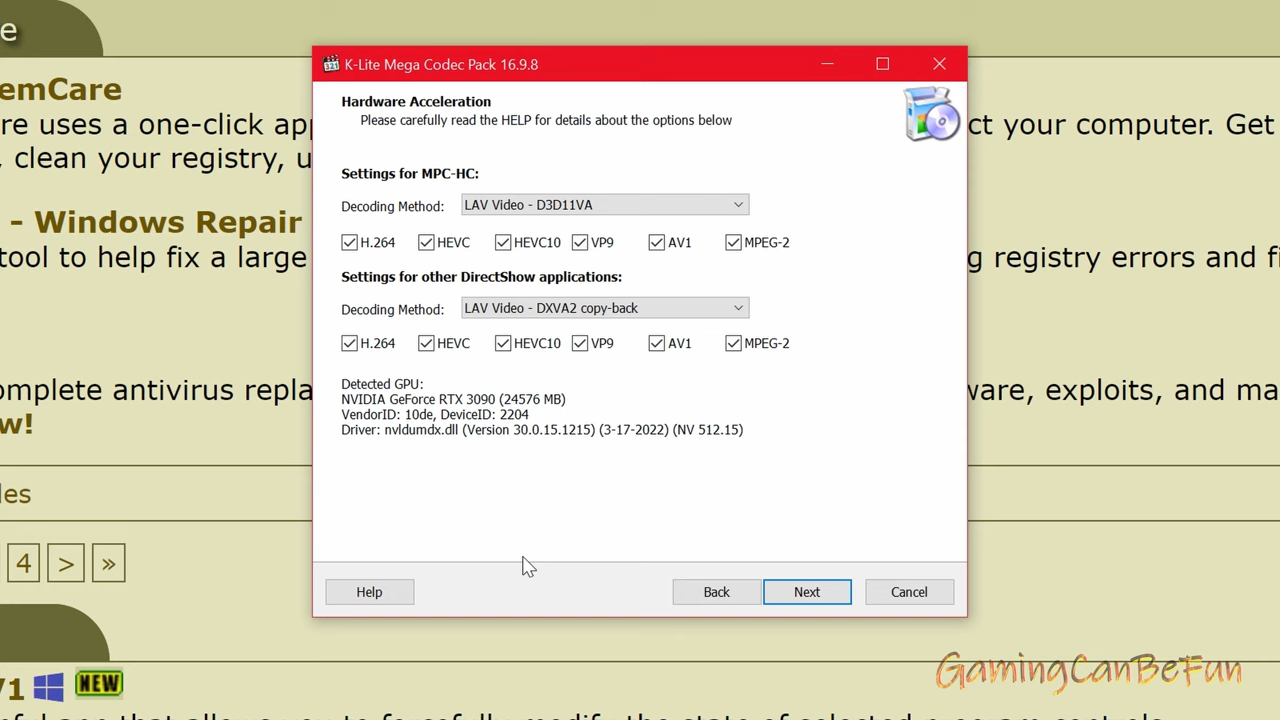 e
emCare
re uses a one-click app
ct your computer. Get
, clean your registry, u
- Windows Repair
tool to help fix a large
g registry errors and fi
omplete antivirus repla
ware, exploits, and ma
w!
les
4 > »
/1 NEW
K-Lite Mega Codec Pack 16.9.8
Hardware Acceleration
Please carefully read the HELP for details about the options below
Settings for MPC-HC:
Decoding Method: LAV Video - D3D11VA
H.264 HEVC HEVC10 VP9 AV1 MPEG-2
Settings for other DirectShow applications:
Decoding Method: LAV Video - DXVA2 copy-back
H.264 HEVC HEVC10 VP9 AV1 MPEG-2
Detected GPU:
NVIDIA GeForce RTX 3090 (24576 MB)
VendorID: 10de, DeviceID: 2204
Driver: nvldumdx.dll (Version 30.0.15.1215) (3-17-2022) (NV 512.15)
Help Back Next Cancel
GamingCanBeFun